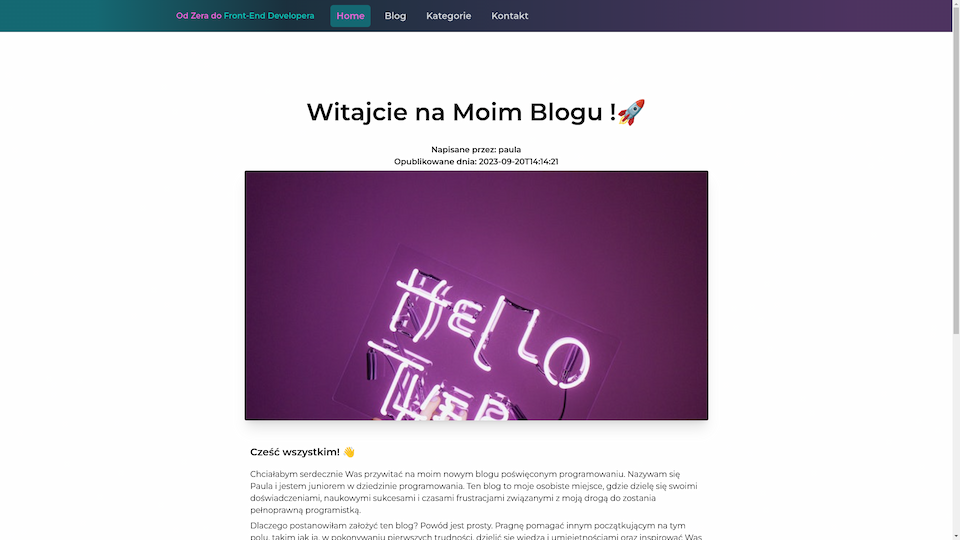 Od Zera do Front-End Developera Home Blog Kategorie Kontakt
Witajcie na Moim Blogu !🚀
Napisane przez: paula
Opublikowane dnia: 2023-09-20T14:14:21
HELLO
Cześć wszystkim! 👋
Chciałabym serdecznie Was przywitać na moim nowym blogu poświęconym programowaniu. Nazywam się
Paula i jestem juniorem w dziedzinie programowania. Ten blog to moje osobiste miejsce, gdzie dzielę się swoimi
doświadczeniami, naukowymi sukcesami i czasami frustracjami związanymi z moją drogą do zostania
pełnoprawną programistką.
Dlaczego postanowiłam założyć ten blog? Powód jest prosty. Pragnę pomagać innym początkującym na tym
polu, takim jak ja, w pokonywaniu pierwszych trudności, dzielić się wiedzą i umiejętnościami oraz inspirować Was